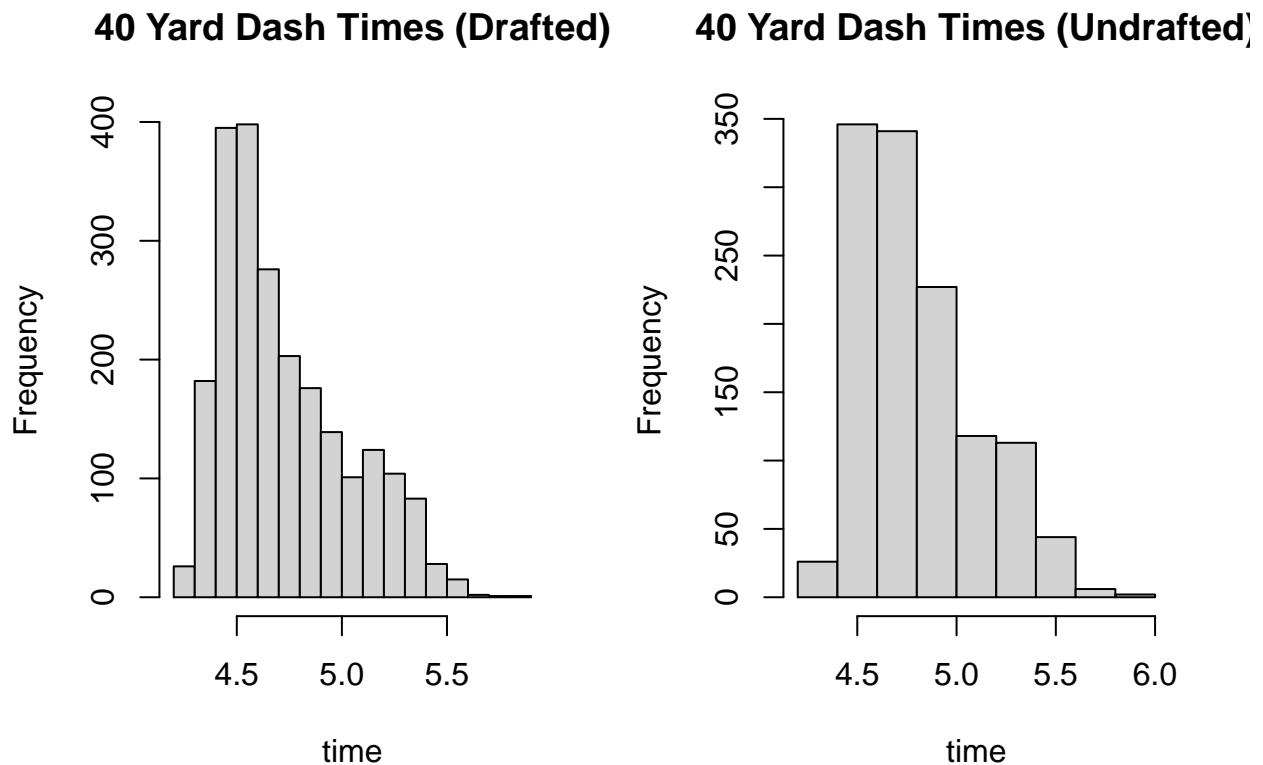 40 Yard Dash Times (Drafted)
Frequency
400
300
200
100
0
4.5 5.0 5.5
time
40 Yard Dash Times (Undrafted)
Frequency
350
250
150
50
0
4.5 5.0 5.5 6.0
time